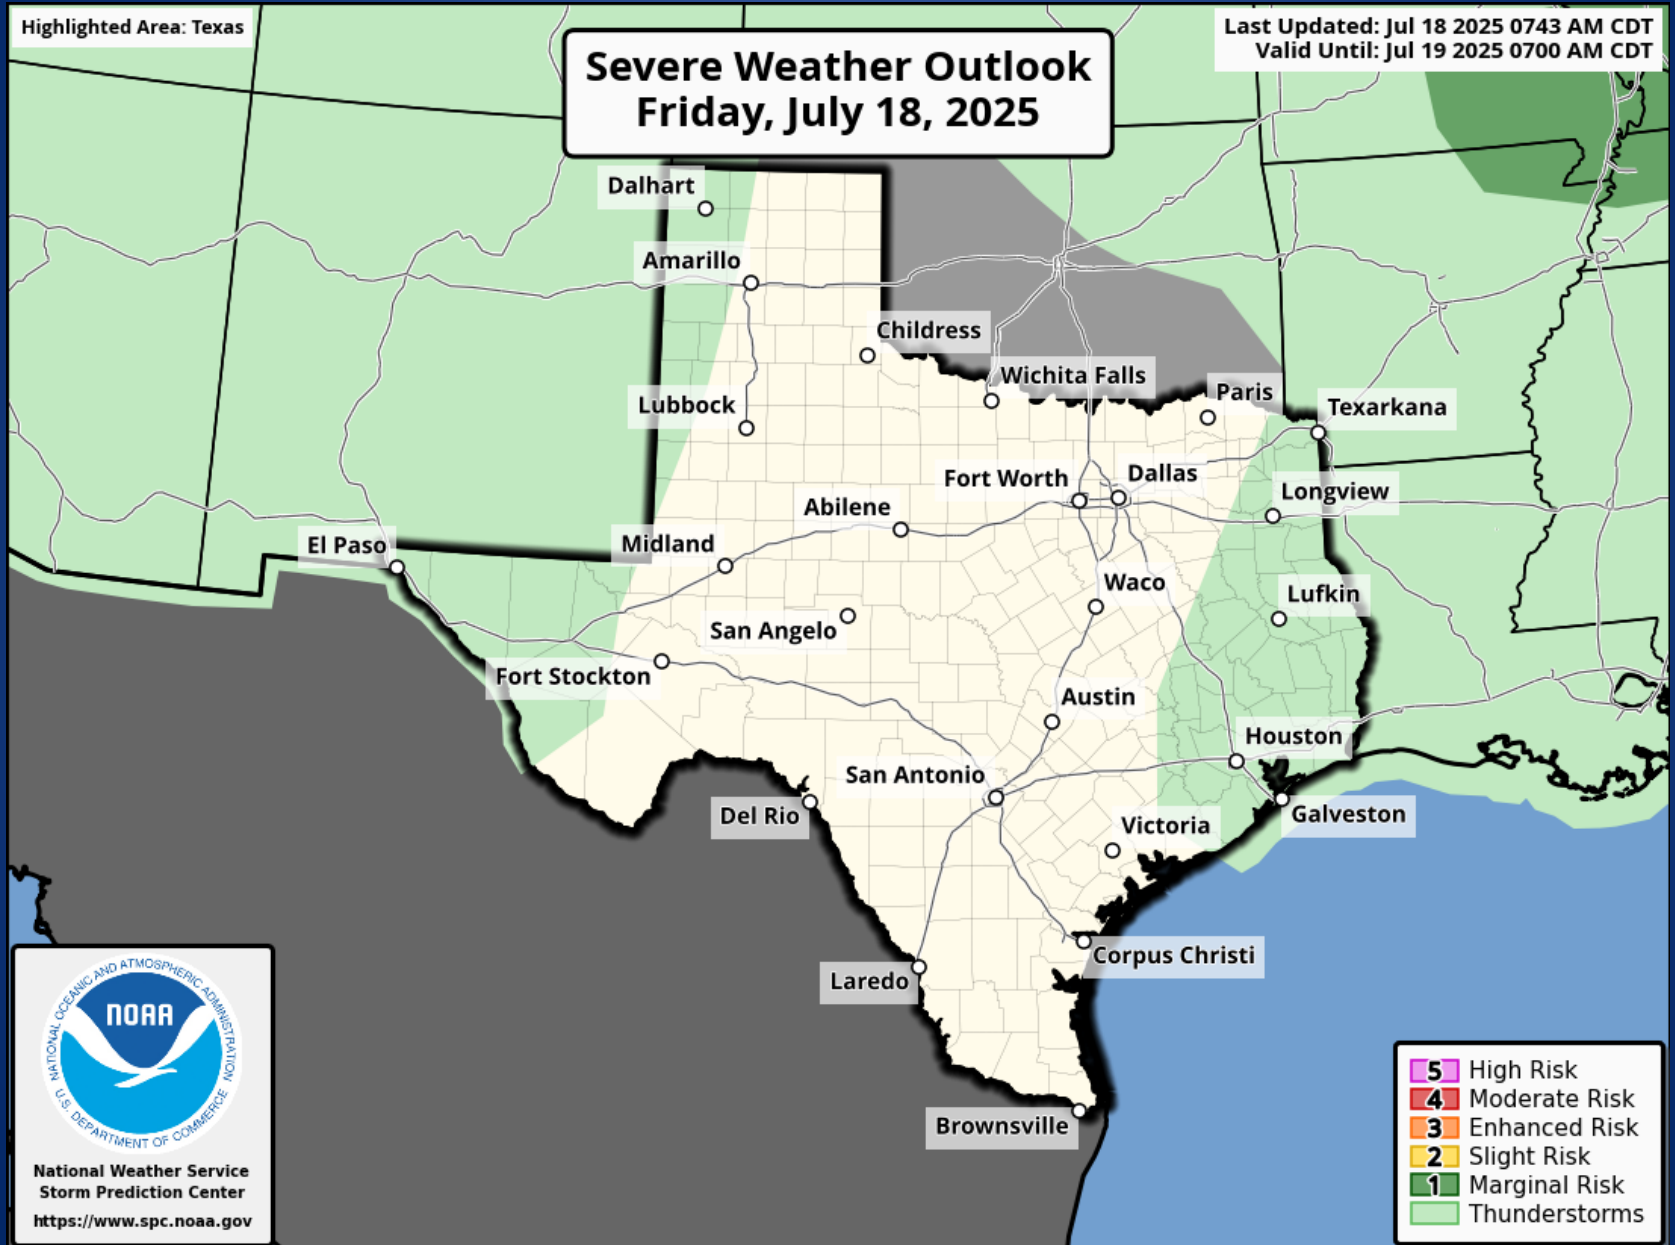 Highlighted Area: Texas
Severe Weather Outlook
Friday, July 18, 2025
Last Updated: Jul 18 2025 0743 AM CDT
Valid Until: Jul 19 2025 0700 AM CDT
Dalhart
Amarillo
Childress
Wichita Falls
Paris
Texarkana
Lubbock
Fort Worth
Dallas
Longview
Abilene
El Paso
Midland
Waco
Lufkin
San Angelo
Fort Stockton
Austin
Houston
San Antonio
Del Rio
Galveston
Victoria
Corpus Christi
Laredo
Brownsville
NATIONAL OCEANIC AND ATMOSPHERIC ADMINISTRATION
NOAA
U.S. DEPARTMENT OF COMMERCE
National Weather Service
Storm Prediction Center
https://www.spc.noaa.gov
5 High Risk
4 Moderate Risk
3 Enhanced Risk
2 Slight Risk
1 Marginal Risk
Thunderstorms